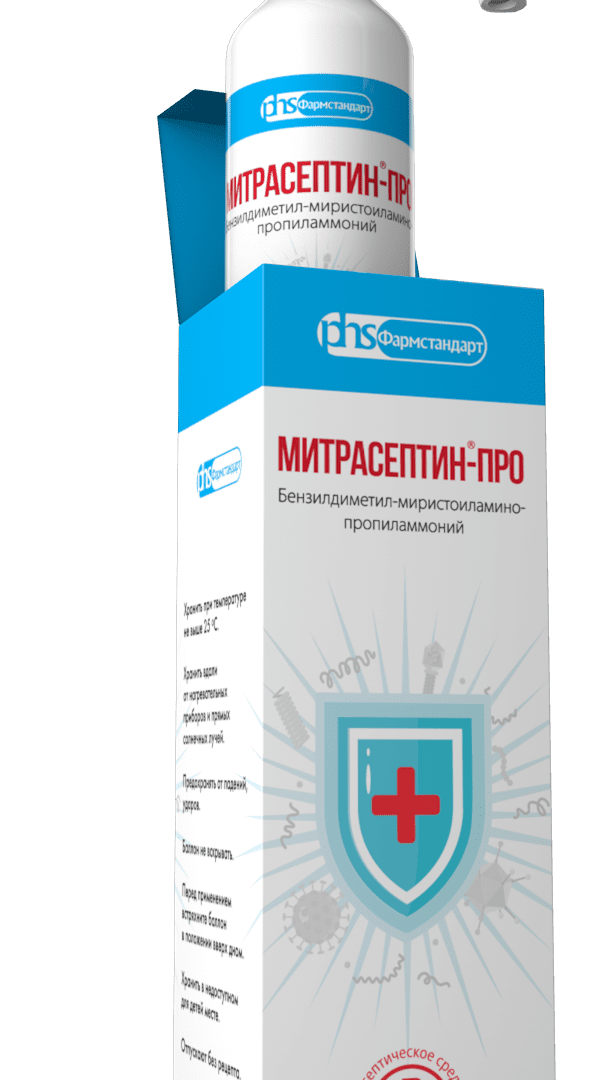 phs Фармстандарт
МИТРАСЕПТИН®-ПРО
Бензилдиметил-миристоиламино-
пропиламмоний
phs Фармстандарт
МИТРАСЕПТИН®-ПРО
Бензилдиметил-миристоиламино-
пропиламмоний
phs Фармстандарт
Хранить при температуре
не выше 25 ºС
Хранить вдали
от нагревательных
приборов и прямых
солнечных лучей.
Предохранять от падений,
ударов.
Баллон не вскрывать.
Перед применением
встряхните баллон
в положении вверх дном.
Хранить в недоступном
для детей месте.
Отпускают без рецепта.